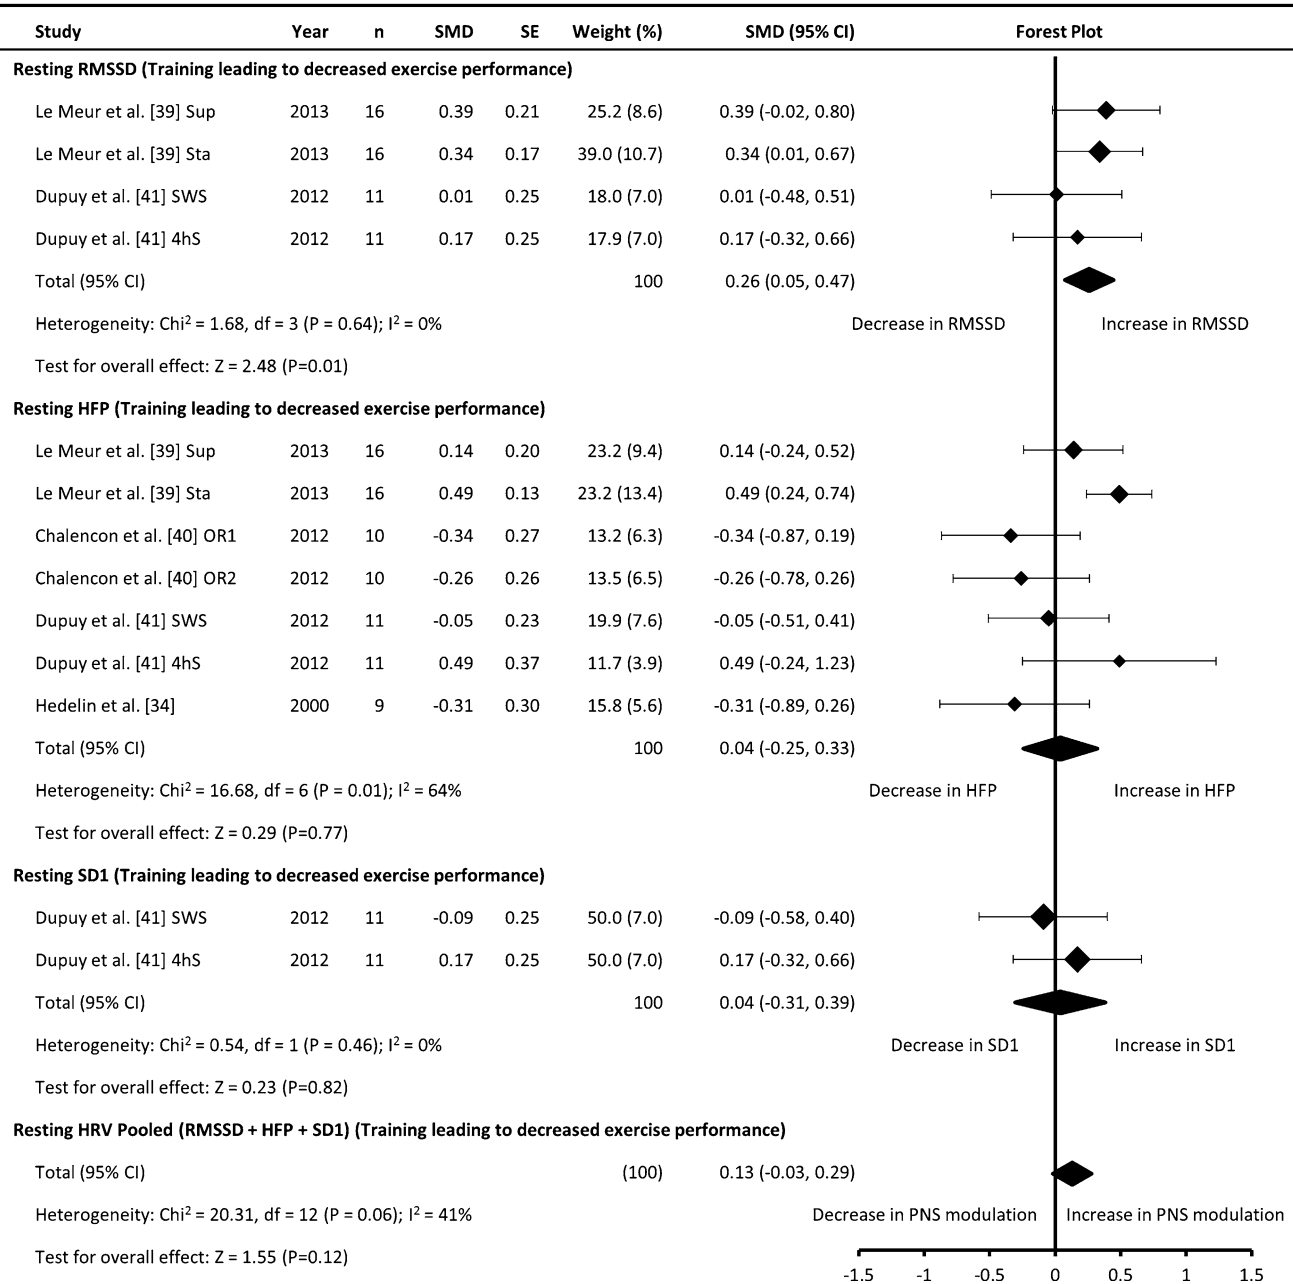 Study Year n SMD SE Weight (%) SMD (95% CI) Forest Plot
Resting RMSSD (Training leading to decreased exercise performance)
Le Meur et al. [39] Sup 2013 16 0.39 0.21 25.2 (8.6) 0.39 (-0.02, 0.80)
Le Meur et al. [39] Sta 2013 16 0.34 0.17 39.0 (10.7) 0.34 (0.01, 0.67)
Dupuy et al. [41] SWS 2012 11 0.01 0.25 18.0 (7.0) 0.01 (-0.48, 0.51)
Dupuy et al. [41] 4hS 2012 11 0.17 0.25 17.9 (7.0) 0.17 (-0.32, 0.66)
Total (95% CI) 100 0.26 (0.05, 0.47)
Heterogeneity: Chi² = 1.68, df = 3 (P = 0.64); I² = 0% Decrease in RMSSD Increase in RMSSD
Test for overall effect: Z = 2.48 (P=0.01)
Resting HFP (Training leading to decreased exercise performance)
Le Meur et al. [39] Sup 2013 16 0.14 0.20 23.2 (9.4) 0.14 (-0.24, 0.52)
Le Meur et al. [39] Sta 2013 16 0.49 0.13 23.2 (13.4) 0.49 (0.24, 0.74)
Chalencon et al. [40] OR1 2012 10 -0.34 0.27 13.2 (6.3) -0.34 (-0.87, 0.19)
Chalencon et al. [40] OR2 2012 10 -0.26 0.26 13.5 (6.5) -0.26 (-0.78, 0.26)
Dupuy et al. [41] SWS 2012 11 -0.05 0.23 19.9 (7.6) -0.05 (-0.51, 0.41)
Dupuy et al. [41] 4hS 2012 11 0.49 0.37 11.7 (3.9) 0.49 (-0.24, 1.23)
Hedelin et al. [34] 2000 9 -0.31 0.30 15.8 (5.6) -0.31 (-0.89, 0.26)
Total (95% CI) 100 0.04 (-0.25, 0.33)
Heterogeneity: Chi² = 16.68, df = 6 (P = 0.01); I² = 64% Decrease in HFP Increase in HFP
Test for overall effect: Z = 0.29 (P=0.77)
Resting SD1 (Training leading to decreased exercise performance)
Dupuy et al. [41] SWS 2012 11 -0.09 0.25 50.0 (7.0) -0.09 (-0.58, 0.40)
Dupuy et al. [41] 4hS 2012 11 0.17 0.25 50.0 (7.0) 0.17 (-0.32, 0.66)
Total (95% CI) 100 0.04 (-0.31, 0.39)
Heterogeneity: Chi² = 0.54, df = 1 (P = 0.46); I² = 0% Decrease in SD1 Increase in SD1
Test for overall effect: Z = 0.23 (P=0.82)
Resting HRV Pooled (RMSSD + HFP + SD1) (Training leading to decreased exercise performance)
Total (95% CI) (100) 0.13 (-0.03, 0.29)
Heterogeneity: Chi² = 20.31, df = 12 (P = 0.06); I² = 41% Decrease in PNS modulation Increase in PNS modulation
Test for overall effect: Z = 1.55 (P=0.12)
-1.5 -1 -0.5 0 0.5 1 1.5